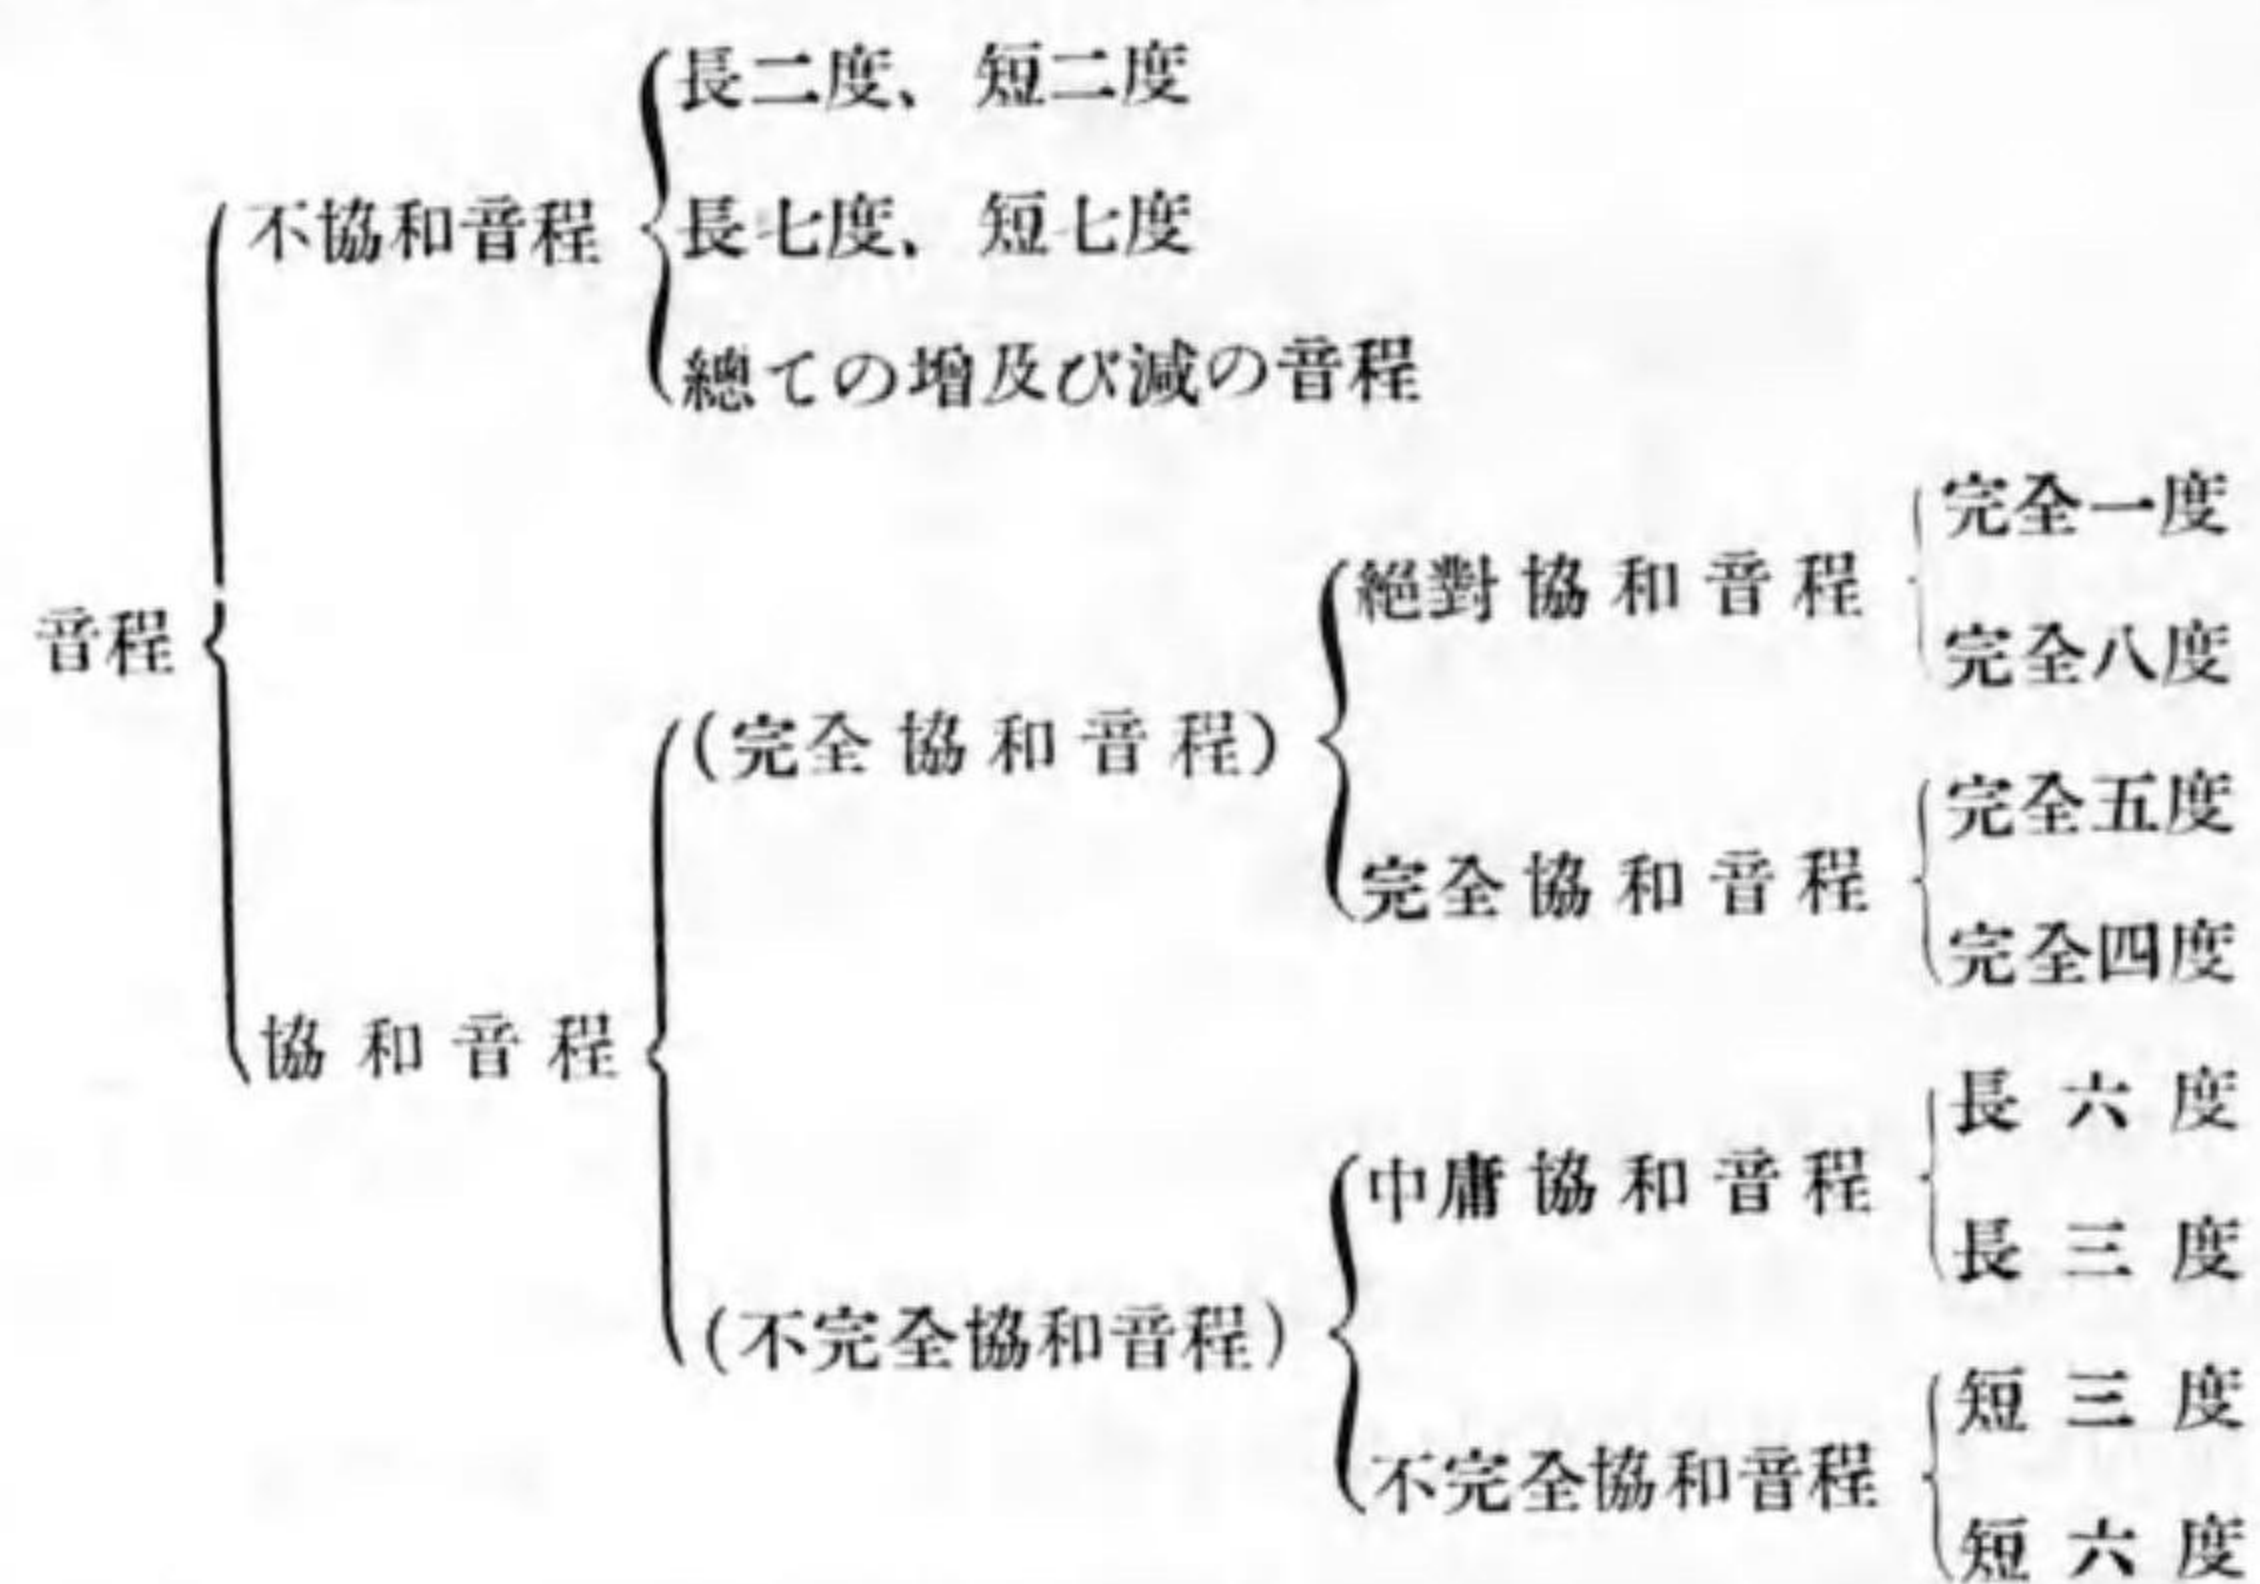 長二度、短二度
不協和音程
長七度、短七度
總ての增及び減の音程
完全一度
絕對協和音程
完全八度
音程
(完全協和音程)
完全五度
完全協和音程
完全四度
協和音程
長六度
中庸協和音程
長三度
(不完全協和音程)
短三度
不完全協和音程
短六度